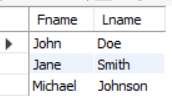 Fname Lname
John Doe
Jane Smith
Michael Johnson